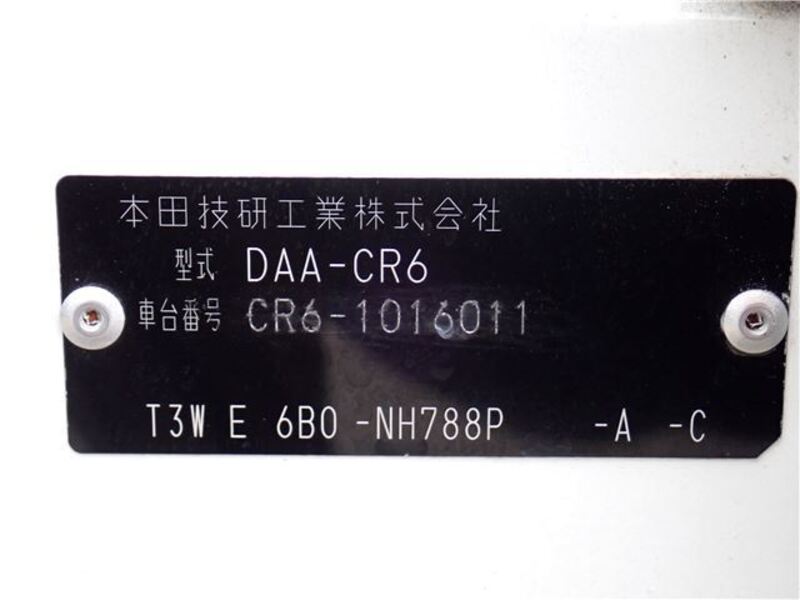 本田技研工業株式会社
型式 DAA-CR6
車台番号 CR6-1016011
T3W E 6B0 -NH788P -A -C